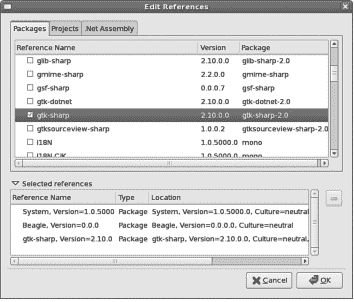 Edit References
Packages Projects .Net Assembly
Reference Name Version Package
glib-sharp 2.10.0.0 glib-sharp-2.0
gmime-sharp 2.2.0.0 gmime-sharp
gsf-sharp 0.0.0.7 gsf-sharp
gtk-dotnet 2.10.0.0 gtk-dotnet-2.0
gtk-sharp 2.10.0.0 gtk-sharp-2.0
gtksourceview-sharp 1.0.0.2 gtksourceview-sharp-2.0
I18N 1.0.5000.0 mono
I18N.CJK 1.0.5000.0 mono
Selected references
Reference Name Type Location
System, Version=1.0.5000 Package System, Version=1.0.5000.0, Culture=neutral
Beagle, Version=0.0.0 Package Beagle, Version=0.0.0.0, Culture=neutral
gtk-sharp, Version=2.10.0 Package gtk-sharp, Version=2.10.0.0, Culture=neutral,
Cancel OK